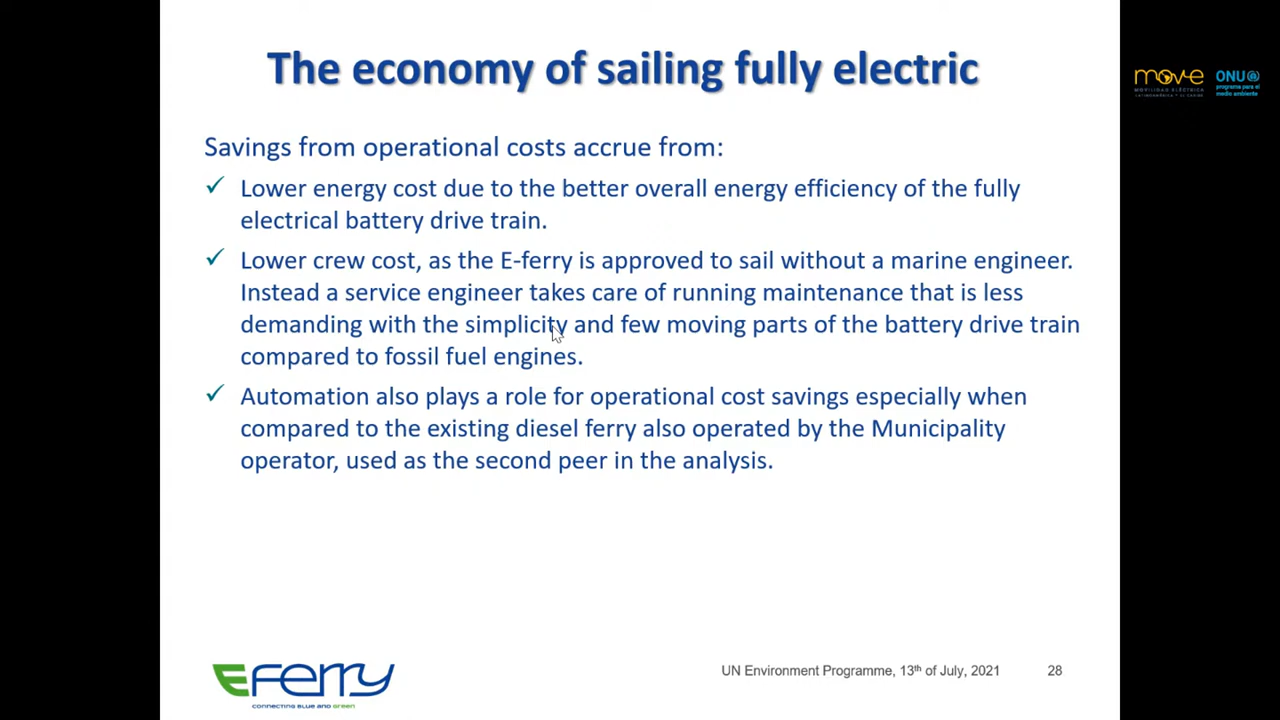 The economy of sailing fully electric
move
MOVILIDAD ELÉCTRICA
LATINOAMÉRICA Y EL CARIBE
ONU
programa para el
medio ambiente
Savings from operational costs accrue from:
✓ Lower energy cost due to the better overall energy efficiency of the fully
electrical battery drive train.
✓ Lower crew cost, as the E-ferry is approved to sail without a marine engineer.
Instead a service engineer takes care of running maintenance that is less
demanding with the simplicity and few moving parts of the battery drive train
compared to fossil fuel engines.
✓ Automation also plays a role for operational cost savings especially when
compared to the existing diesel ferry also operated by the Municipality
operator, used as the second peer in the analysis.
EFerry
CONNECTING BLUE AND GREEN
UN Environment Programme, 13th of July, 2021
28